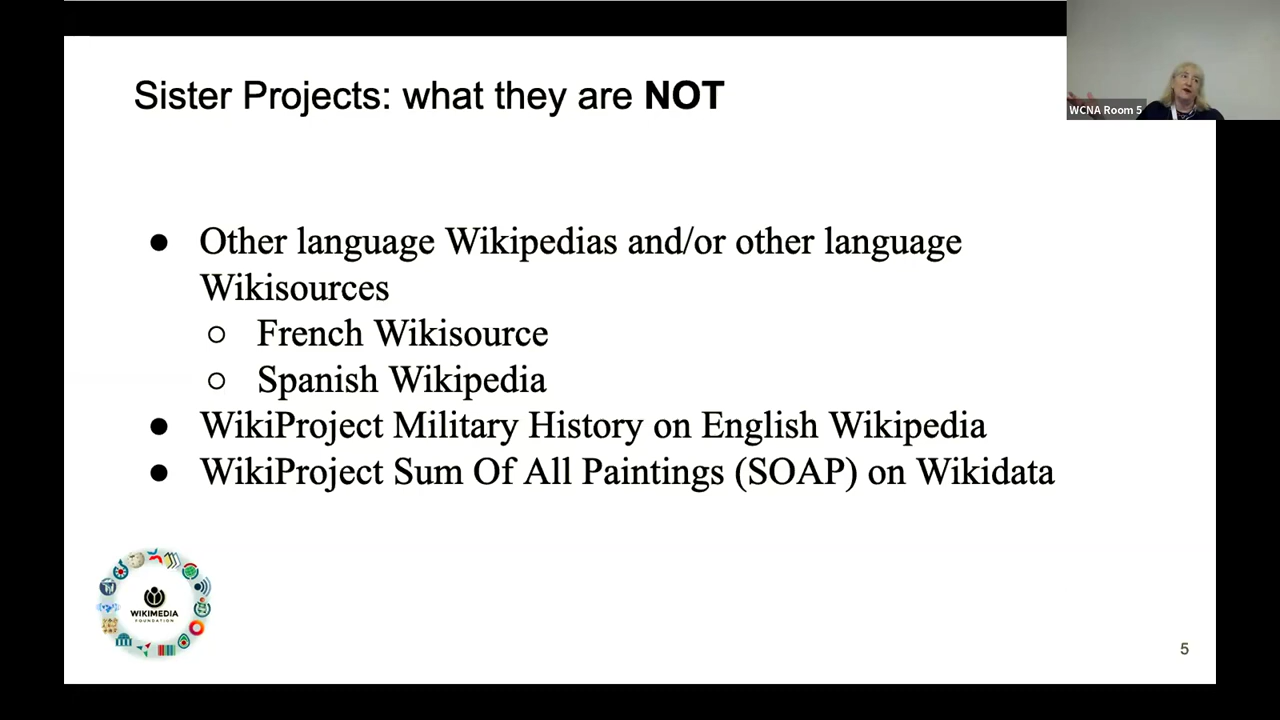 Sister Projects: what they are NOT
WCNA Room 5
● Other language Wikipedias and/or other language
Wikisources
○ French Wikisource
○ Spanish Wikipedia
● WikiProject Military History on English Wikipedia
● WikiProject Sum Of All Paintings (SOAP) on Wikidata
WIKIMEDIA
FOUNDATION
5